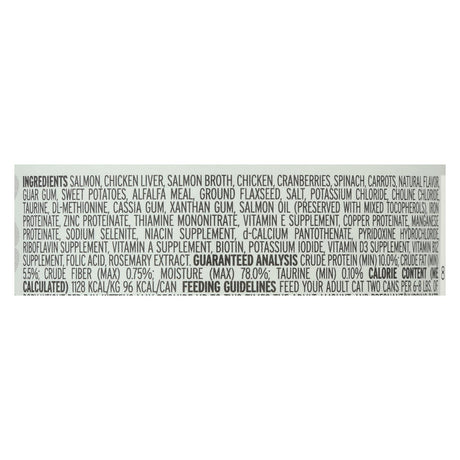 INGREDIENTS SALMON, CHICKEN LIVER, SALMON BROTH, CHICKEN, CRANBERRIES, SPINACH, CARROTS, NATURAL FLAVOR,
GUAR GUM, SWEET POTATOES, ALFALFA MEAL, GROUND FLAXSEED, SALT, POTASSIUM CHLORIDE, CHOLINE CHLORIDE,
TAURINE, DL-METHIONINE, CASSIA GUM, XANTHAN GUM, SALMON OIL (PRESERVED WITH MIXED TOCOPHEROLS), IRON
PROTEINATE, ZINC PROTEINATE, THIAMINE MONONITRATE, VITAMIN E SUPPLEMENT, COPPER PROTEINATE, MANGANESE
PROTEINATE, SODIUM SELENITE, NIACIN SUPPLEMENT, d-CALCIUM PANTOTHENATE, PYRIDOXINE HYDROCHLORIDE,
RIBOFLAVIN SUPPLEMENT, VITAMIN A SUPPLEMENT, BIOTIN, POTASSIUM IODIDE, VITAMIN D3 SUPPLEMENT, VITAMIN B12
SUPPLEMENT, FOLIC ACID, ROSEMARY EXTRACT. GUARANTEED ANALYSIS CRUDE PROTEIN (MIN) 10.0%; CRUDE FAT (MIN)
5.5%; CRUDE FIBER (MAX) 0.75%; MOISTURE (MAX) 78.0%; TAURINE (MIN) 0.10% CALORIE CONTENT (ME
CALCULATED) 1128 KCAL/KG 96 KCAL/CAN FEEDING GUIDELINES FEED YOUR ADULT CAT TWO CANS PER 6-8 LBS. OF